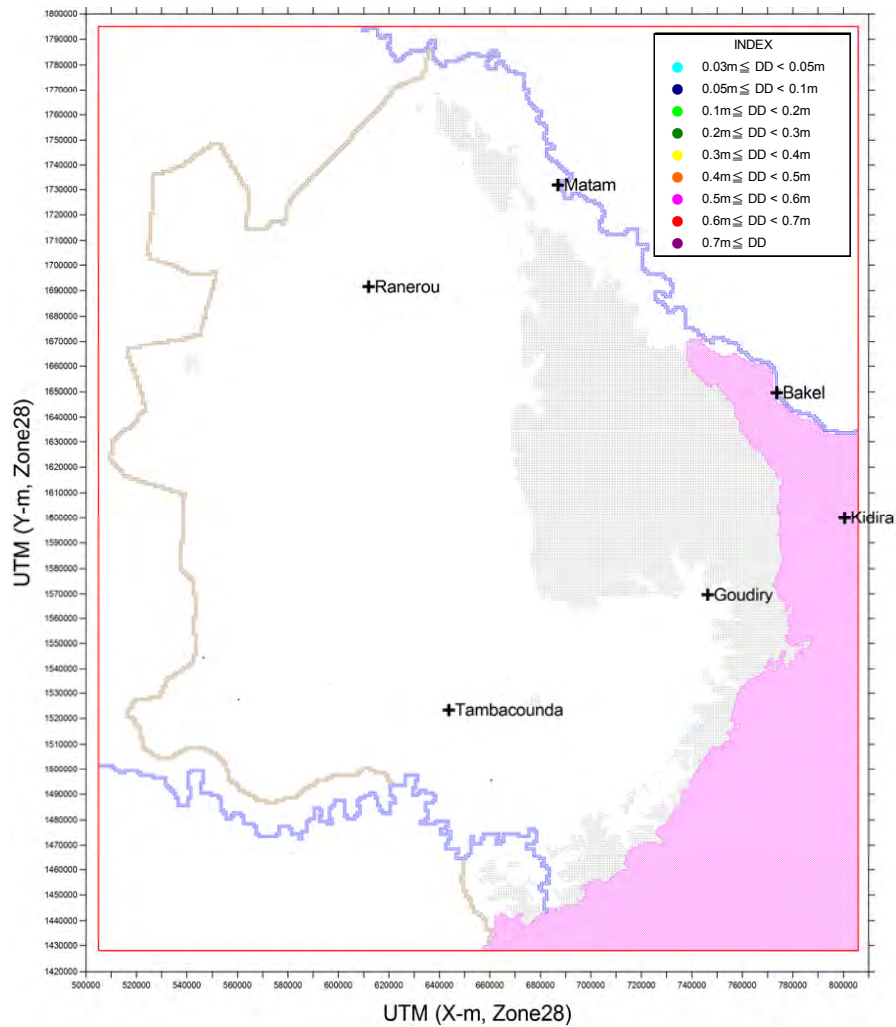 INDEX
0.03m≦ DD < 0.05m
0.05m≦ DD < 0.1m
0.1m≦ DD < 0.2m
0.2m≦ DD < 0.3m
0.3m≦ DD < 0.4m
0.4m≦ DD < 0.5m
0.5m≦ DD < 0.6m
0.6m≦ DD < 0.7m
0.7m≦ DD
Matam
Ranerou
Bakel
Kidira
Goudiry
Tambacounda
UTM (Y-m, Zone28)
1800000
1790000
1780000
1770000
1760000
1750000
1740000
1730000
1720000
1710000
1700000
1690000
1680000
1670000
1660000
1650000
1640000
1630000
1620000
1610000
1600000
1590000
1580000
1570000
1560000
1550000
1540000
1530000
1520000
1510000
1500000
1490000
1480000
1470000
1460000
1450000
1440000
1430000
1420000
500000 520000 540000 560000 580000 600000 620000 640000 660000 680000 700000 720000 740000 760000 780000 800000
UTM (X-m, Zone28)